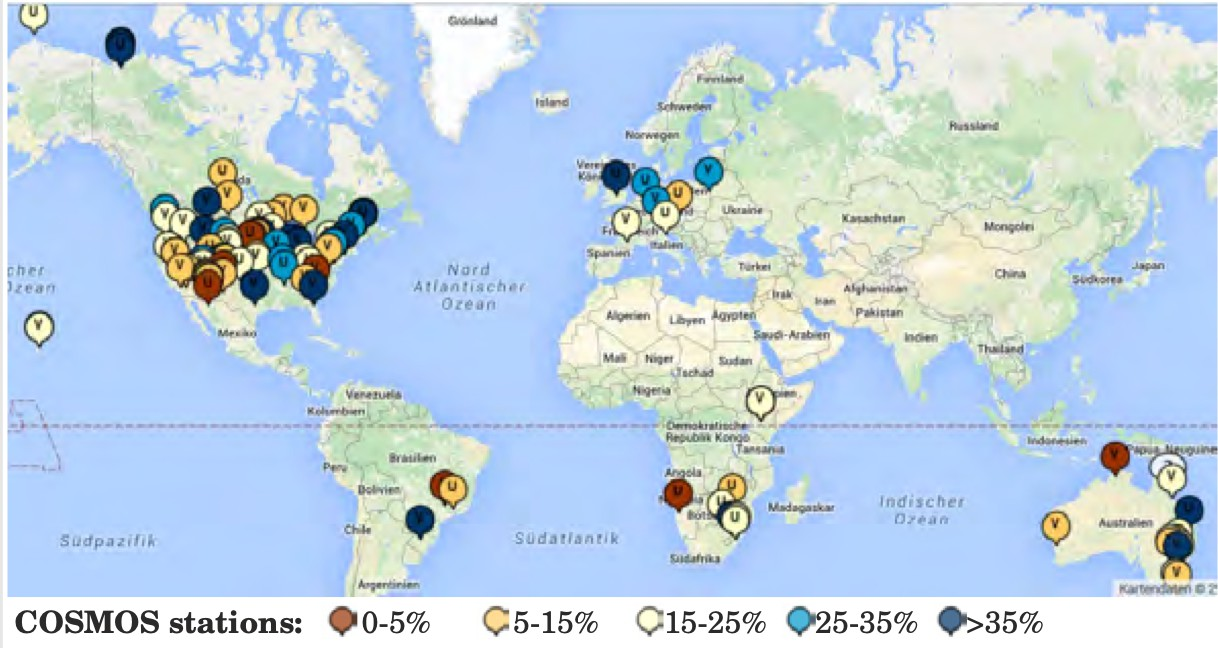 Grönland
Finnland
Island
Schweden
Russland
Norwegen
Ukraine
Kasachstan
Mongolei
Italien
Spanien
Türkei
China
Japan
Südkorea
Nord
Atlantischer
Ozean
Irak
Iran
Afghanistan
Pakistan
Algerien
Libyen
Ägypten
Saudi-Arabien
Indien
Mexiko
Mali
Niger
Sudan
Tschad
Thailand
Nigeria
Venezuela
Kolumbien
Demokratische
Republik Kongo
Tansania
Indonesien
Papua-Neuguinea
Peru
Brasilien
Angola
Bolivien
Madagaskar
Indischer
Ozean
Australien
Chile
Südpazifik
Südatlantik
Südafrika
Argentinien
Kartendaten ©
COSMOS stations: 0-5% 5-15% 15-25% 25-35% >35%